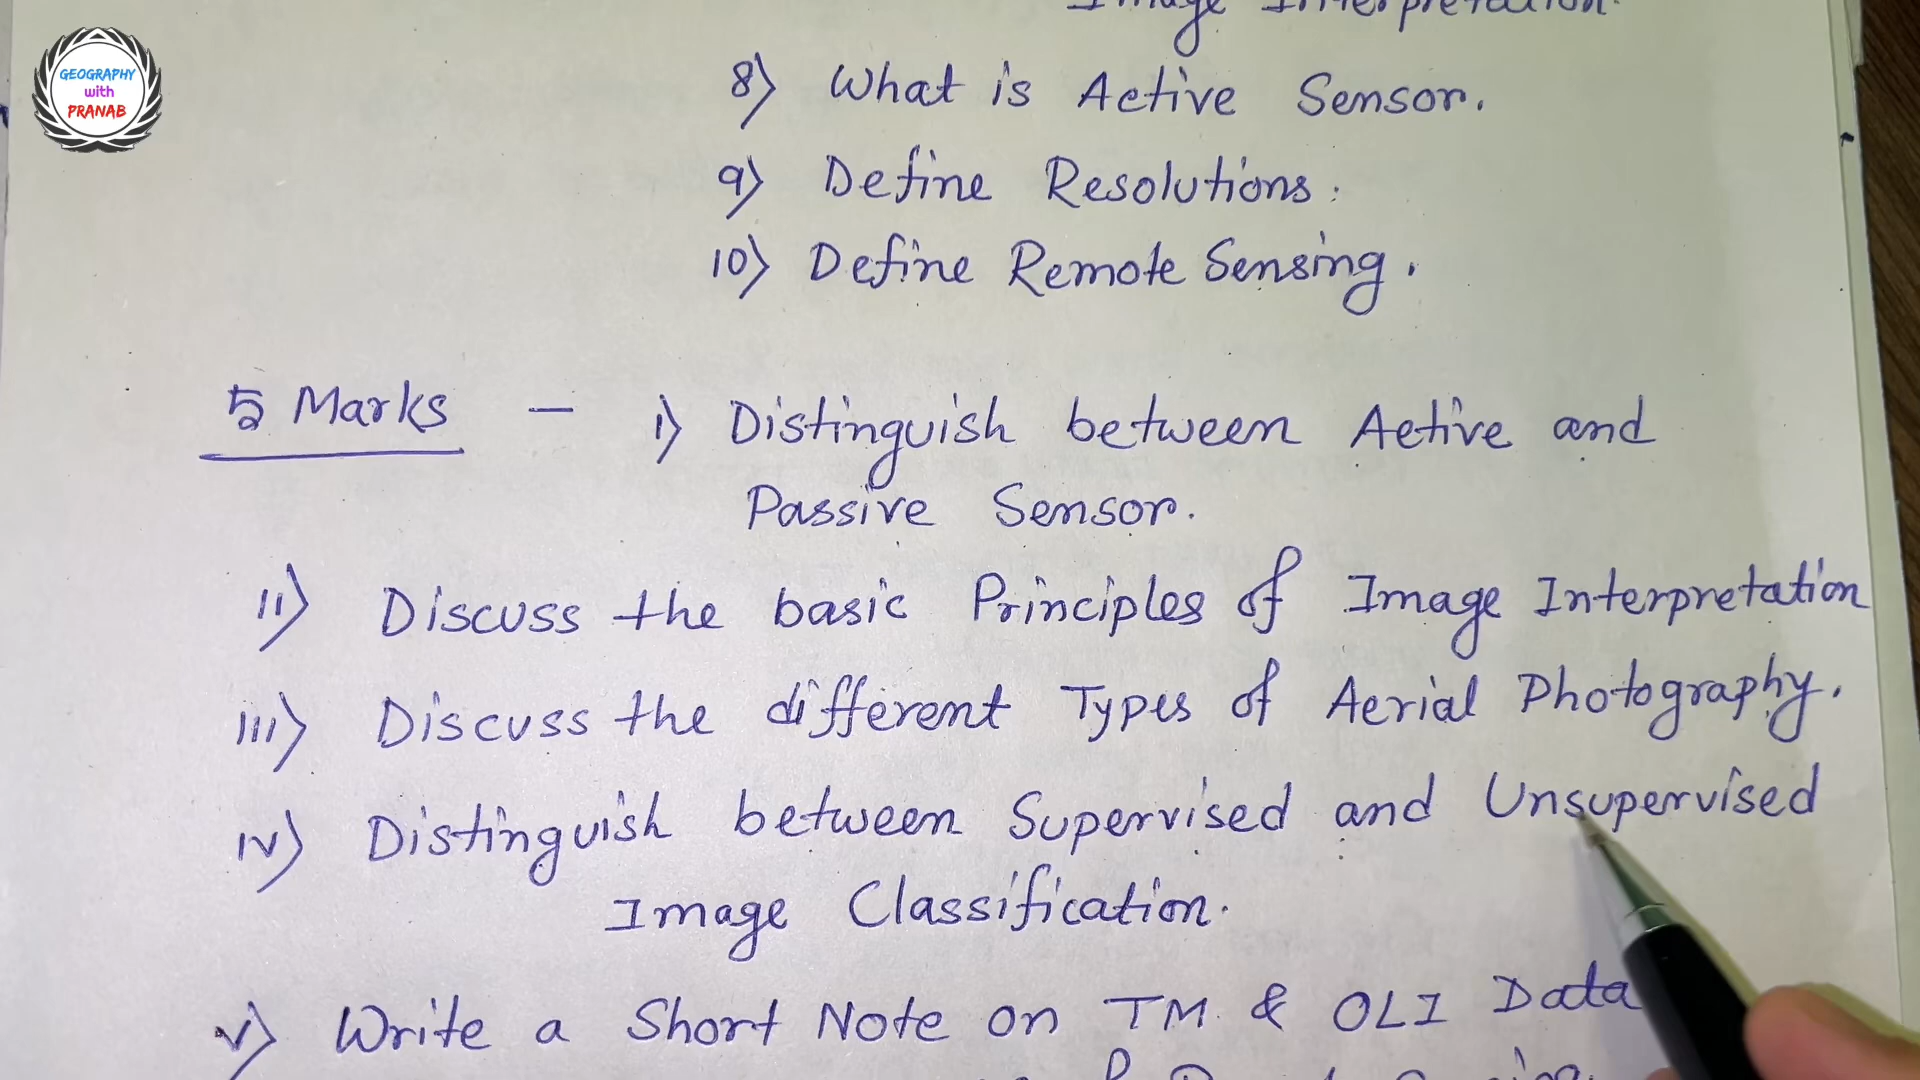 GEOGRAPHY
with
PRANAB
Image Interpretation.
8) What is Active Sensor.
9) Define Resolutions.
10) Define Remote Sensing.
5 Marks - i) Distinguish between Active and
Passive Sensor.
ii) Discuss the basic Principles of Image Interpretation
iii) Discuss the different Types of Aerial Photography.
iv) Distinguish between Supervised and Unsupervised
Image Classification.
v) Write a Short Note on TM & OLI Data